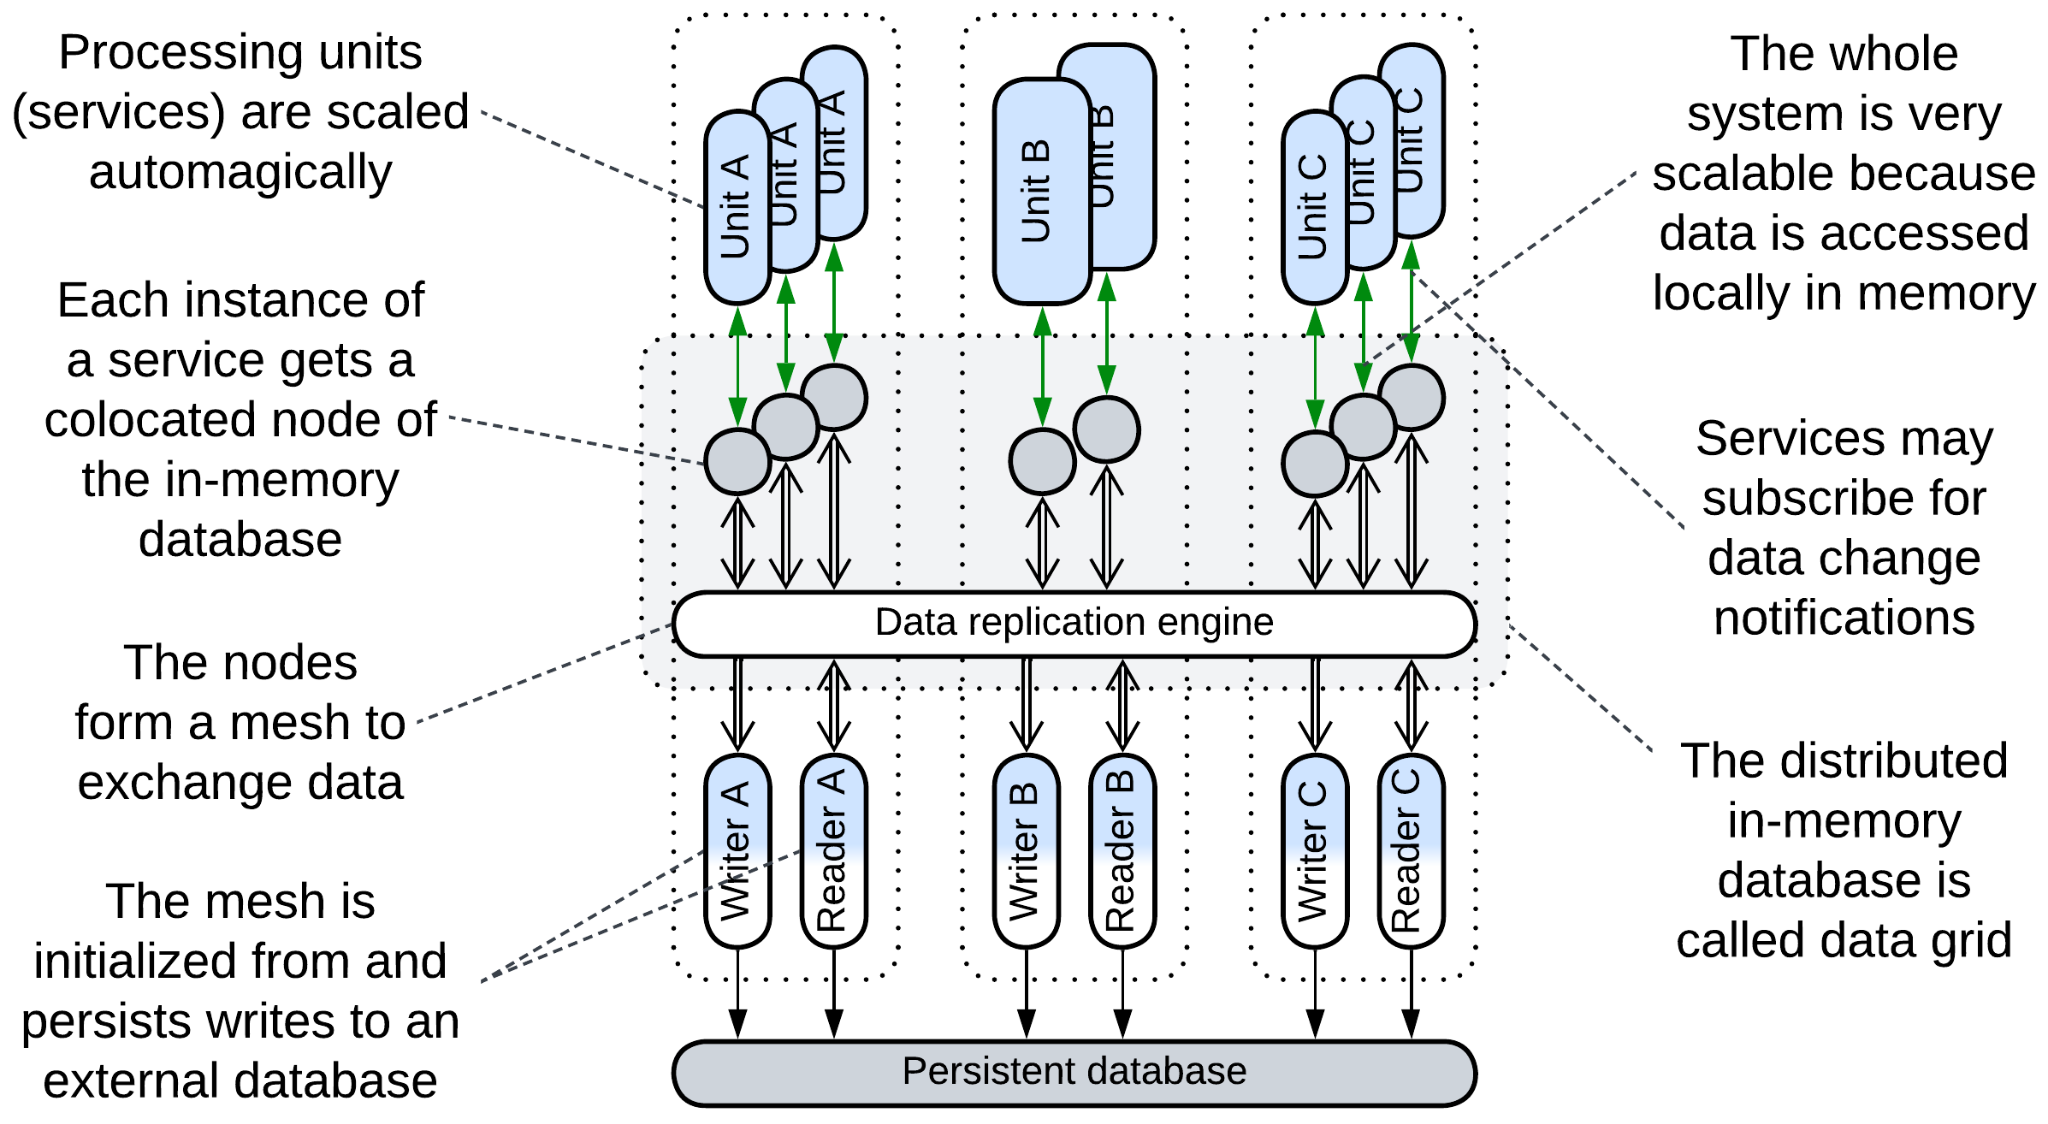 Processing units
(services) are scaled
automagically
Each instance of
a service gets a
colocated node of
the in-memory
database
The nodes
form a mesh to
exchange data
The mesh is
initialized from and
persists writes to an
external database
Unit A
Unit A
Unit A
Unit B
Unit B
Unit C
Unit C
Unit C
Data replication engine
Writer A
Reader A
Writer B
Reader B
Writer C
Reader C
Persistent database
The whole
system is very
scalable because
data is accessed
locally in memory
Services may
subscribe for
data change
notifications
The distributed
in-memory
database is
called data grid